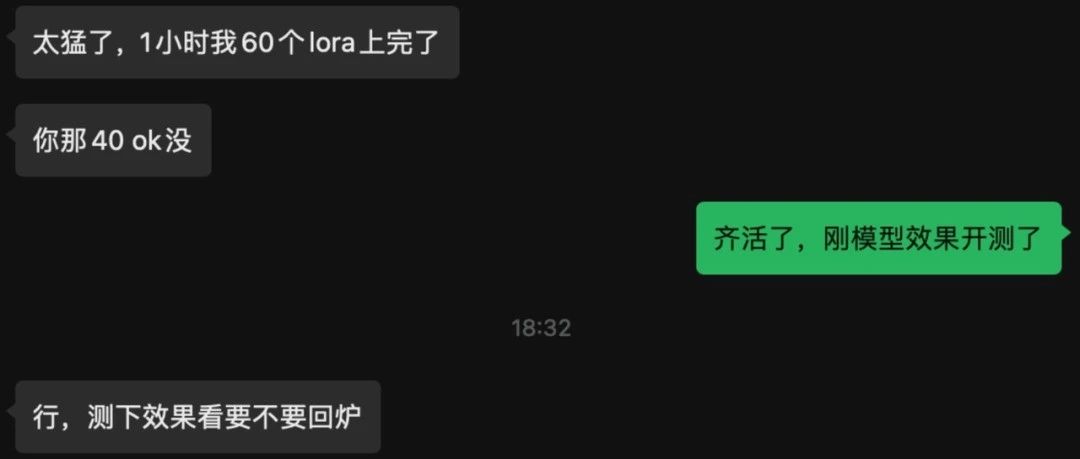 太猛了，1小时我60个lora上完了
你那40 ok没
齐活了，刚模型效果开测了
18:32
行，测下效果看要不要回炉